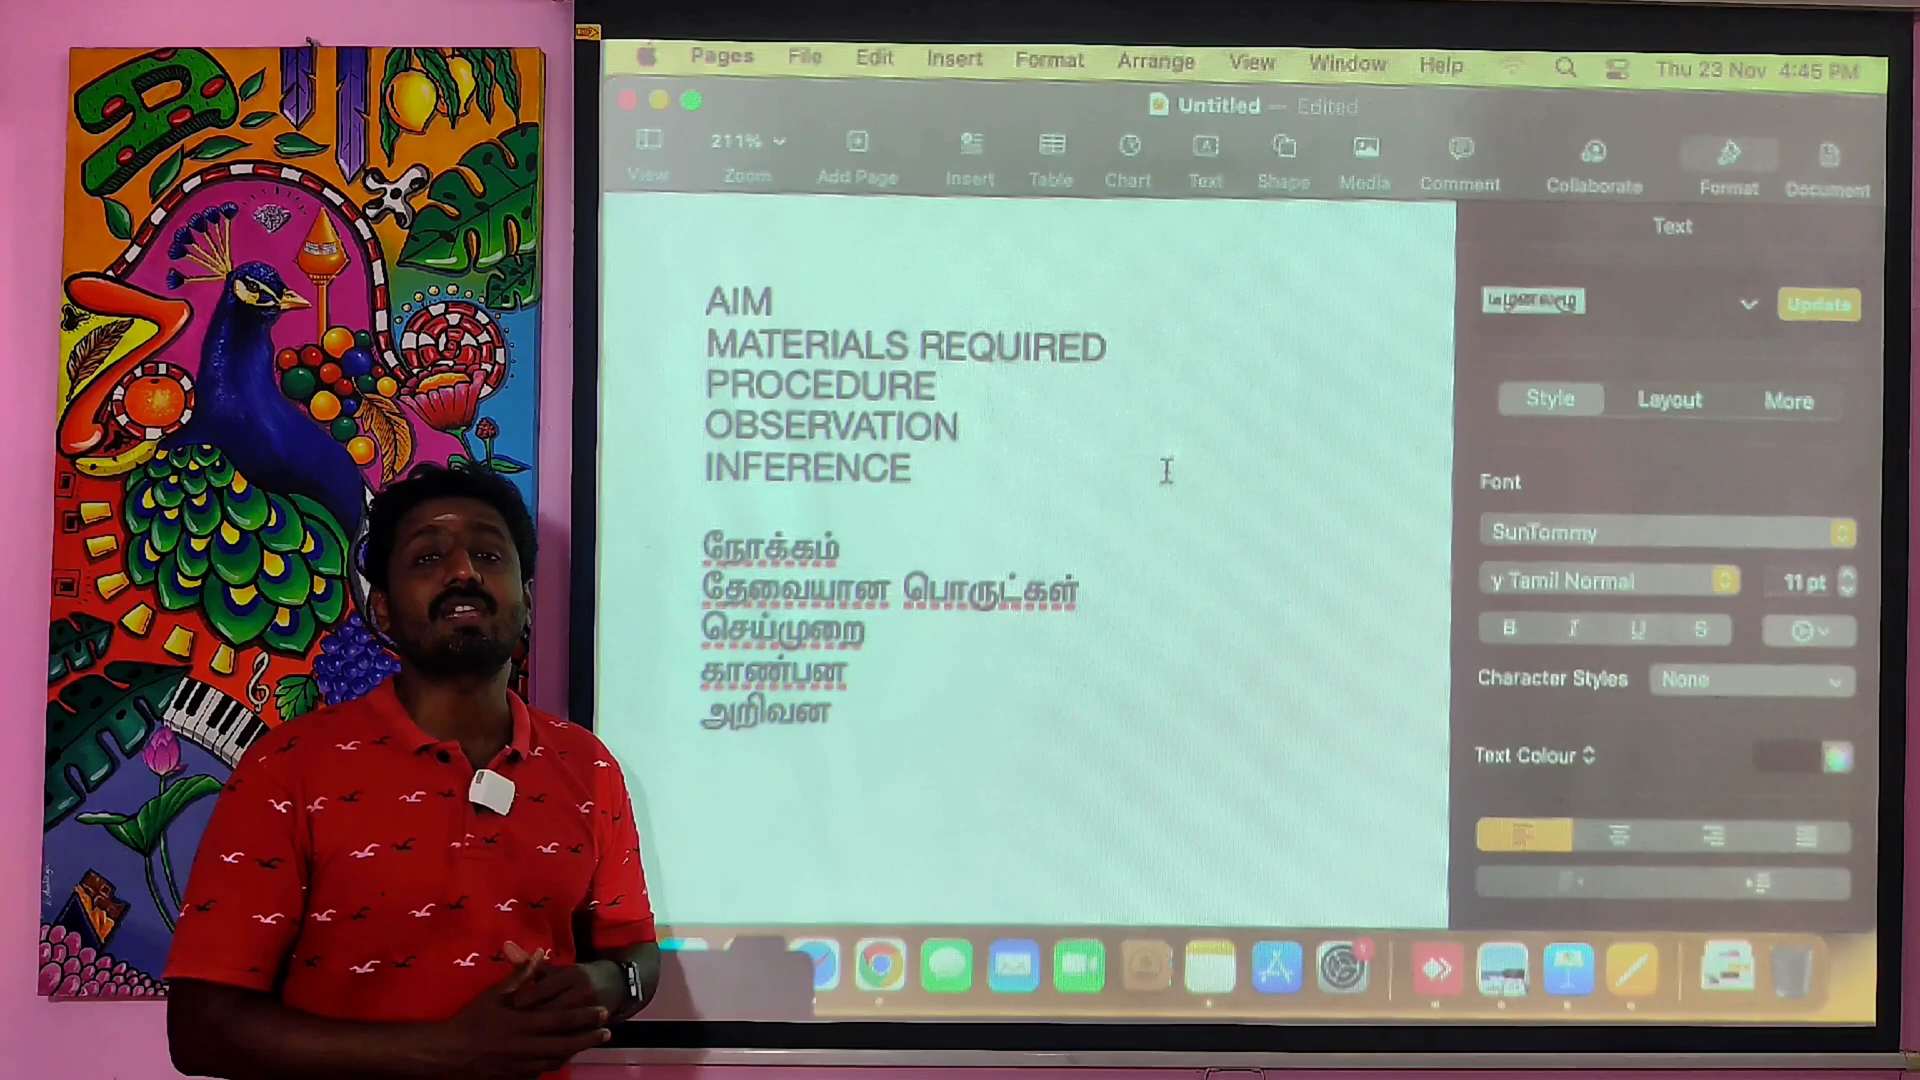 Pages File Edit Insert Format Arrange View Window Help Thu 23 Nov 4:45 PM
Untitled — Edited
211%
View Zoom Add Page Insert Table Chart Text Shape Media Comment Collaborate Format Document
Text
Update
Style Layout More
Font
SunTommy
y Tamil Normal 11 pt
B I U S
Character Styles None
Text Colour
AIM
MATERIALS REQUIRED
PROCEDURE
OBSERVATION
INFERENCE
நோக்கம்
தேவையான பொருட்கள்
செய்முறை
காண்பன
அறிவன